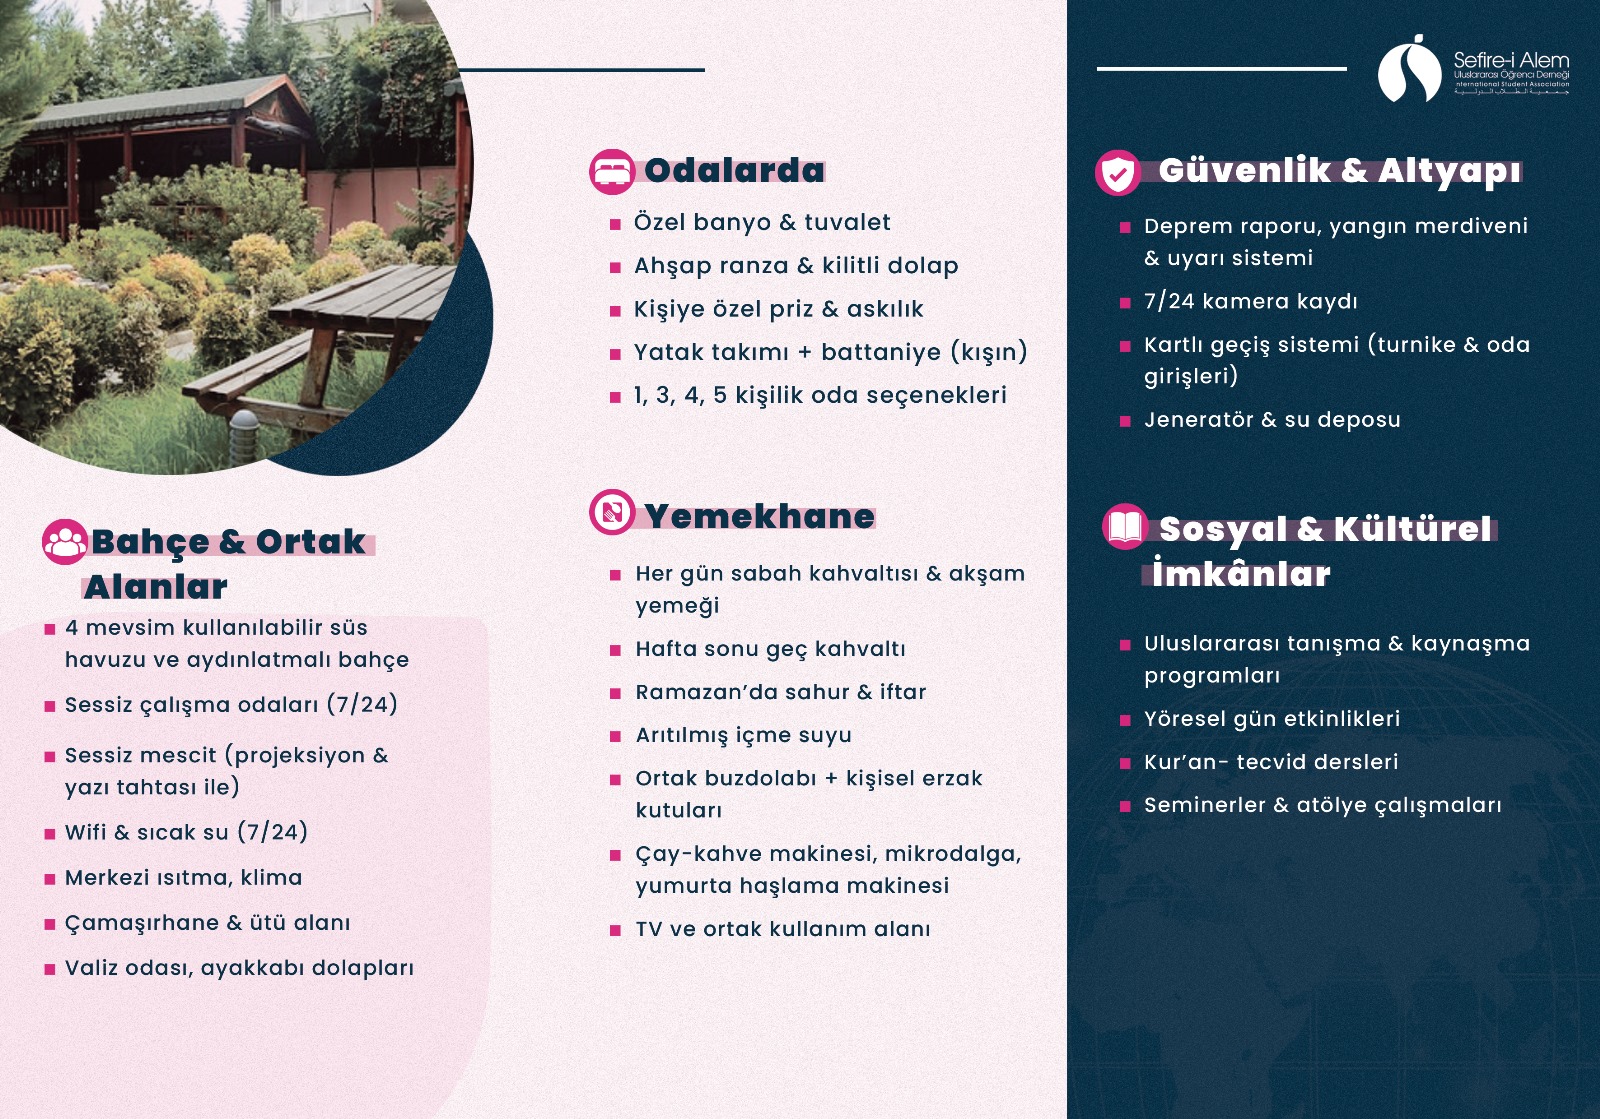 Sefire-i Alem
Uluslararası Öğrenci Derneği
International Student Association
Bahçe & Ortak
Alanlar
4 mevsim kullanılabilir süs
havuzu ve aydınlatmalı bahçe
Sessiz çalışma odaları (7/24)
Sessiz mescit (projeksiyon &
yazı tahtası ile)
Wifi & sıcak su (7/24)
Merkezi ısıtma, klima
Çamaşırhane & ütü alanı
Valiz odası, ayakkabı dolapları
Odalarda
Özel banyo & tuvalet
Ahşap ranza & kilitli dolap
Kişiye özel priz & askılık
Yatak takımı + battaniye (kışın)
1, 3, 4, 5 kişilik oda seçenekleri
Yemekhane
Her gün sabah kahvaltısı & akşam
yemeği
Hafta sonu geç kahvaltı
Ramazan’da sahur & iftar
Arıtılmış içme suyu
Ortak buzdolabı + kişisel erzak
kutuları
Çay-kahve makinesi, mikrodalga,
yumurta haşlama makinesi
TV ve ortak kullanım alanı
Güvenlik & Altyapı
Deprem raporu, yangın merdiveni
& uyarı sistemi
7/24 kamera kaydı
Kartlı geçiş sistemi (turnike & oda
girişleri)
Jeneratör & su deposu
Sosyal & Kültürel
İmkânlar
Uluslararası tanışma & kaynaşma
programları
Yöresel gün etkinlikleri
Kur’an- tecvid dersleri
Seminerler & atölye çalışmaları